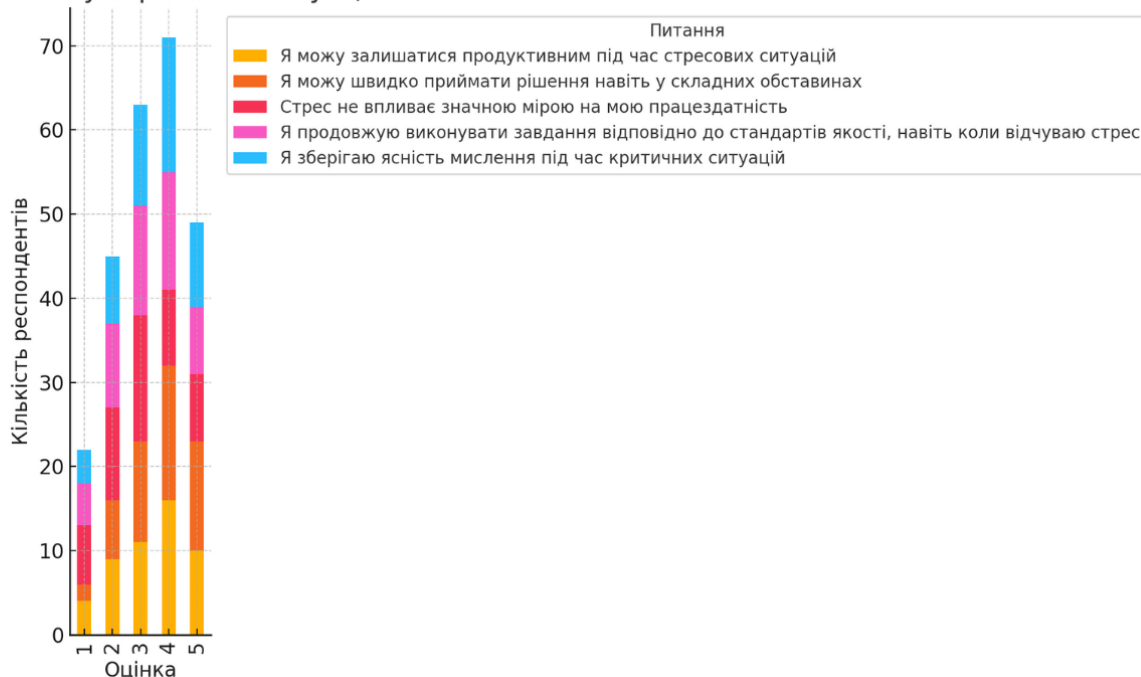 Питання
Я можу залишатися продуктивним під час стресових ситуацій
Я можу швидко приймати рішення навіть у складних обставинах
Стрес не впливає значною мірою на мою працездатність
Я продовжую виконувати завдання відповідно до стандартів якості, навіть коли відчуваю стрес
Я зберігаю ясність мислення під час критичних ситуацій
Кількість респондентів
70
60
50
40
30
20
10
0
1 2 3 4 5
Оцінка